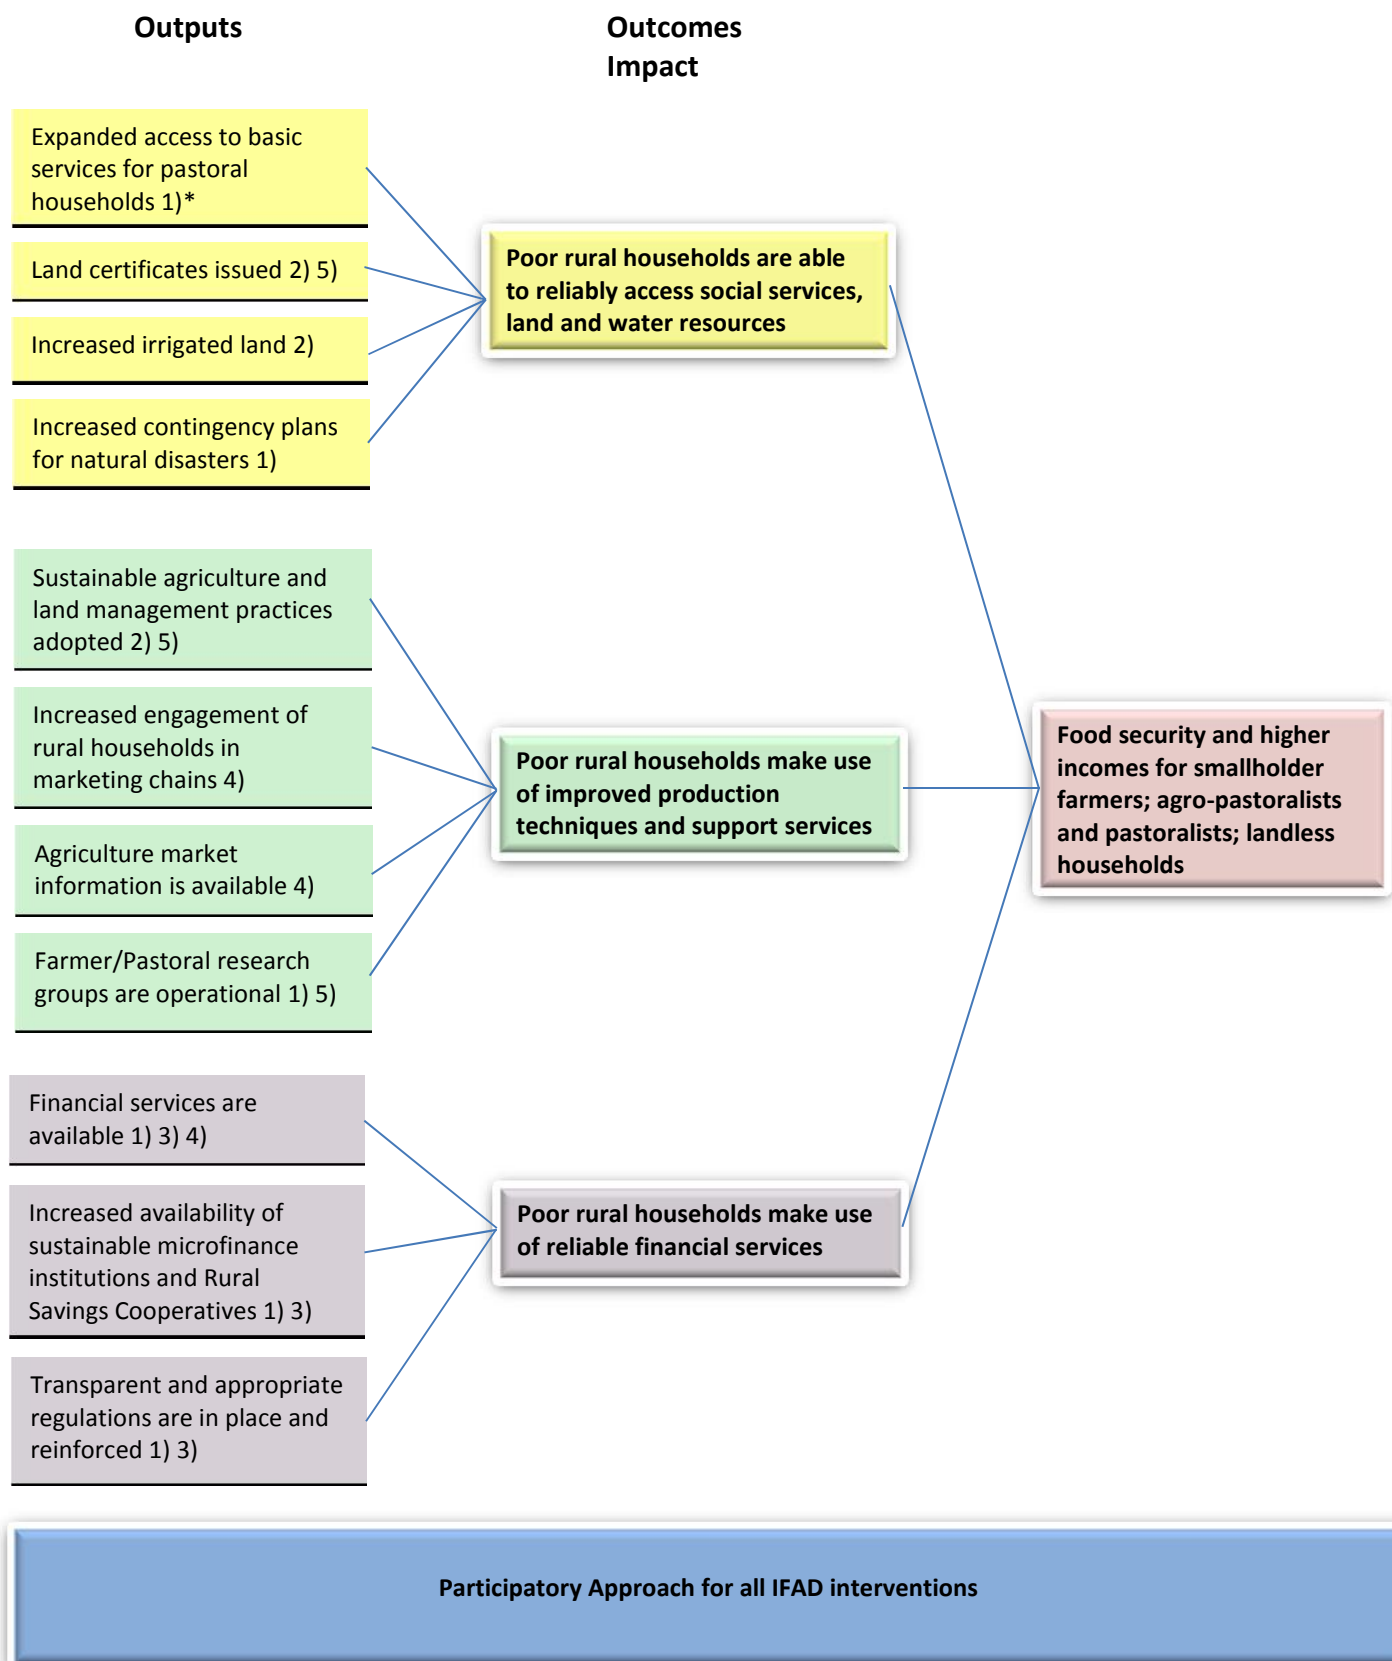 Outputs
Outcomes
Impact
Expanded access to basic
services for pastoral
households 1)*
Land certificates issued 2) 5)
Increased irrigated land 2)
Increased contingency plans
for natural disasters 1)
Poor rural households are able
to reliably access social services,
land and water resources
Sustainable agriculture and
land management practices
adopted 2) 5)
Increased engagement of
rural households in
marketing chains 4)
Agriculture market
information is available 4)
Farmer/Pastoral research
groups are operational 1) 5)
Poor rural households make use
of improved production
techniques and support services
Food security and higher
incomes for smallholder
farmers; agro-pastoralists
and pastoralists; landless
households
Financial services are
available 1) 3) 4)
Increased availability of
sustainable microfinance
institutions and Rural
Savings Cooperatives 1) 3)
Transparent and appropriate
regulations are in place and
reinforced 1) 3)
Poor rural households make use
of reliable financial services
Participatory Approach for all IFAD interventions